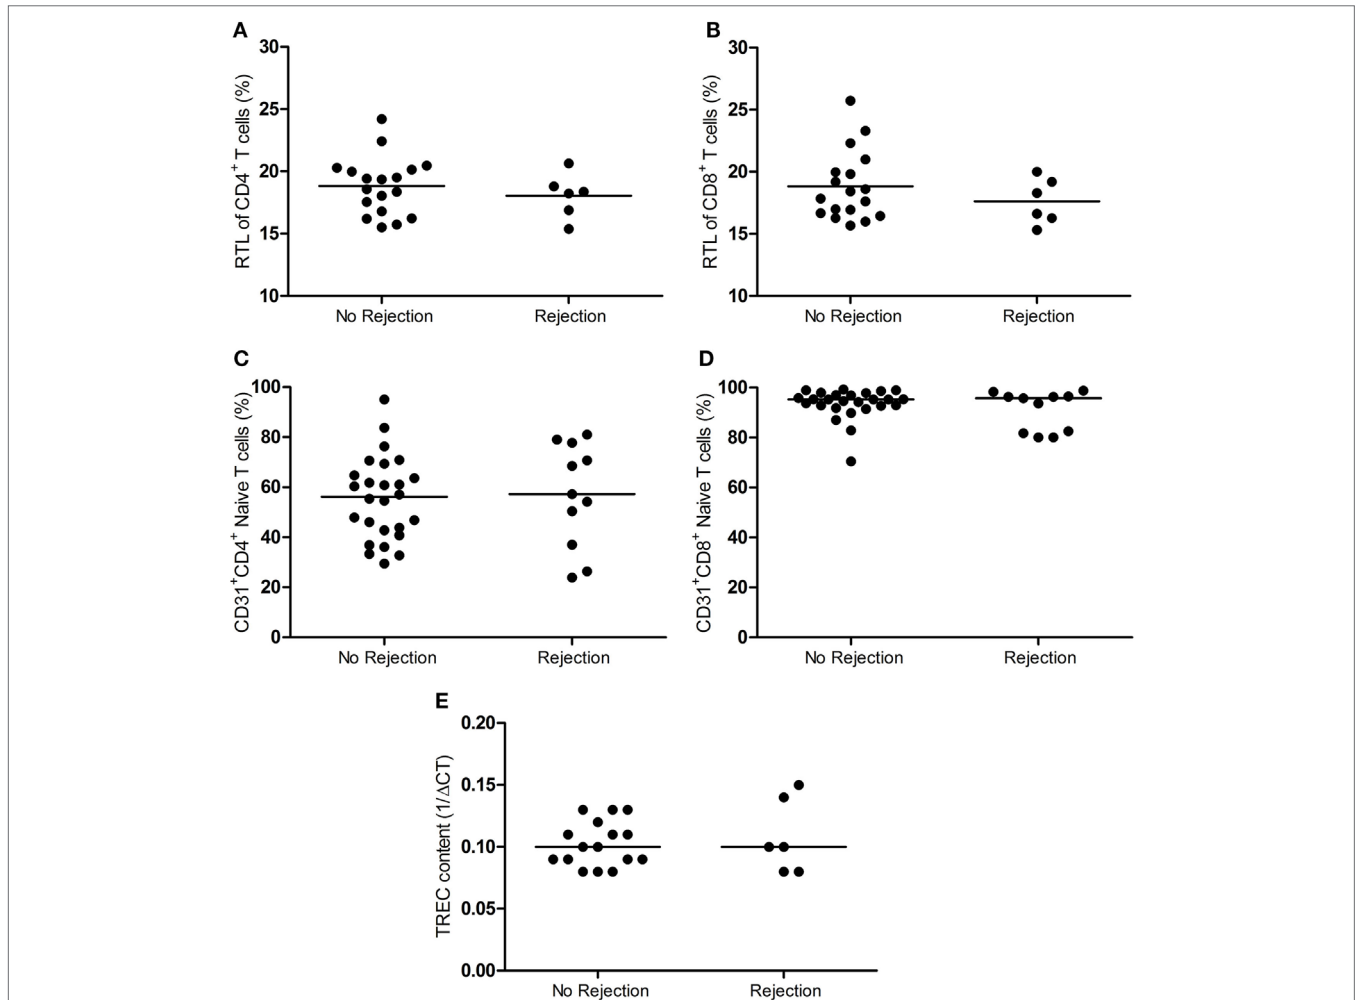 A
RTL of CD4+ T cells (%)
30
25
20
15
10
No Rejection Rejection
B
RTL of CD8+ T cells (%)
30
25
20
15
10
No Rejection Rejection
C
CD31+CD4+ Naive T cells (%)
100
80
60
40
20
0
No Rejection Rejection
D
CD31+CD8+ Naive T cells (%)
100
80
60
40
20
0
No Rejection Rejection
E
TREC content (1/ΔCT)
0.20
0.15
0.10
0.05
0.00
No Rejection Rejection